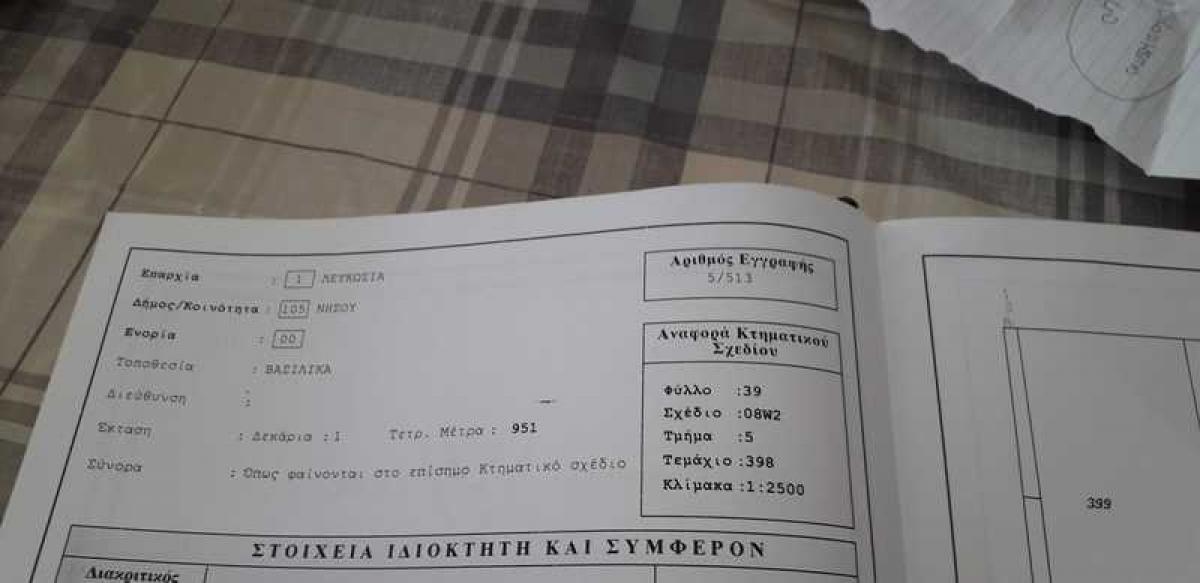 Επαρχία : 1 ΛΕΥΚΩΣΙΑ
Δήμος/Κοινότητα : 105 ΝΗΣΟΥ
Ενορία : 00
Τοποθεσία : ΒΑΣΙΛΙΚΑ
Διεύθυνση :
Έκταση : Δεκάρια :1 Τετρ. Μέτρα : 951
Σύνορα : Όπως φαίνονται στο επίσημο Κτηματικό σχέδιο
Αριθμός Εγγραφής
5/513
Αναφορά Κτηματικού
Σχεδίου
Φύλλο :39
Σχέδιο :08W2
Τμήμα :5
Τεμάχιο :398
Κλίμακα :1:2500
ΣΤΟΙΧΕΙΑ ΙΔΙΟΚΤΗΤΗ ΚΑΙ ΣΥΜΦΕΡΟΝ
Διακριτικός
399